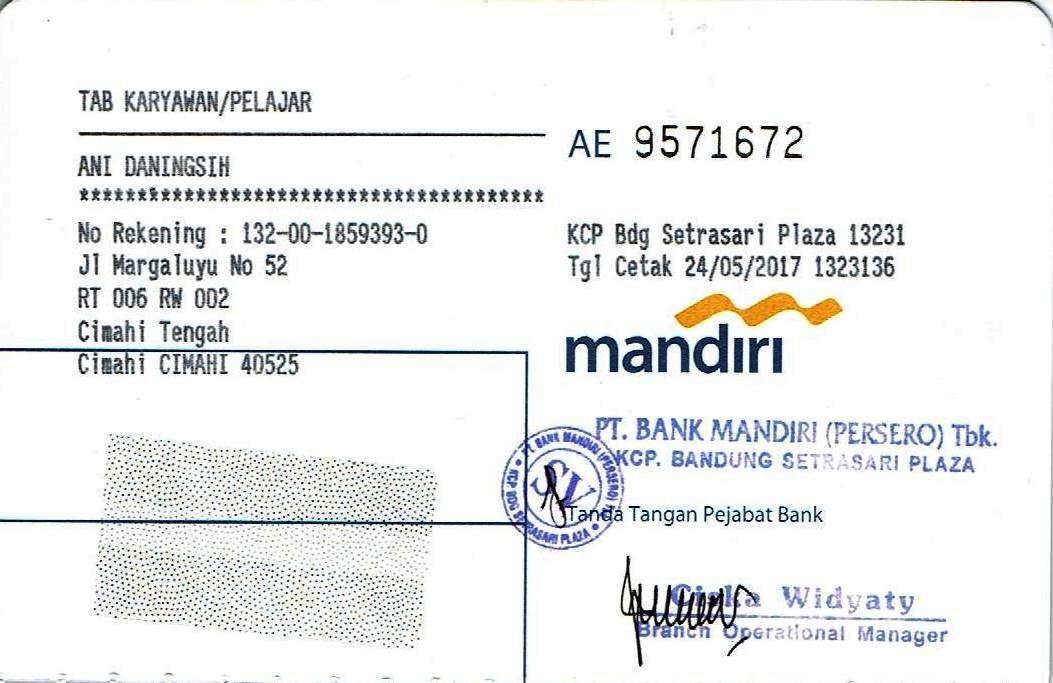 TAB KARYAWAN/PELAJAR
ANI DANINGSIH
****************************************
No Rekening : 132-00-1859393-0
Jl Margaluyu No 52
RT 006 RW 002
Cimahi Tengah
Cimahi CIMAHI 40525
AE 9571672
KCP Bdg Setrasari Plaza 13231
Tgl Cetak 24/05/2017 1323136
mandiri
PT. BANK MANDIRI (PERSERO) Tbk.
KCP. BANDUNG SETRASARI PLAZA
PT. BANK MANDIRI (PERSERO)
SV
KCP. BDG SETRASARI PLAZA
Tanda Tangan Pejabat Bank
Ciska Widyaty
Branch Operational Manager